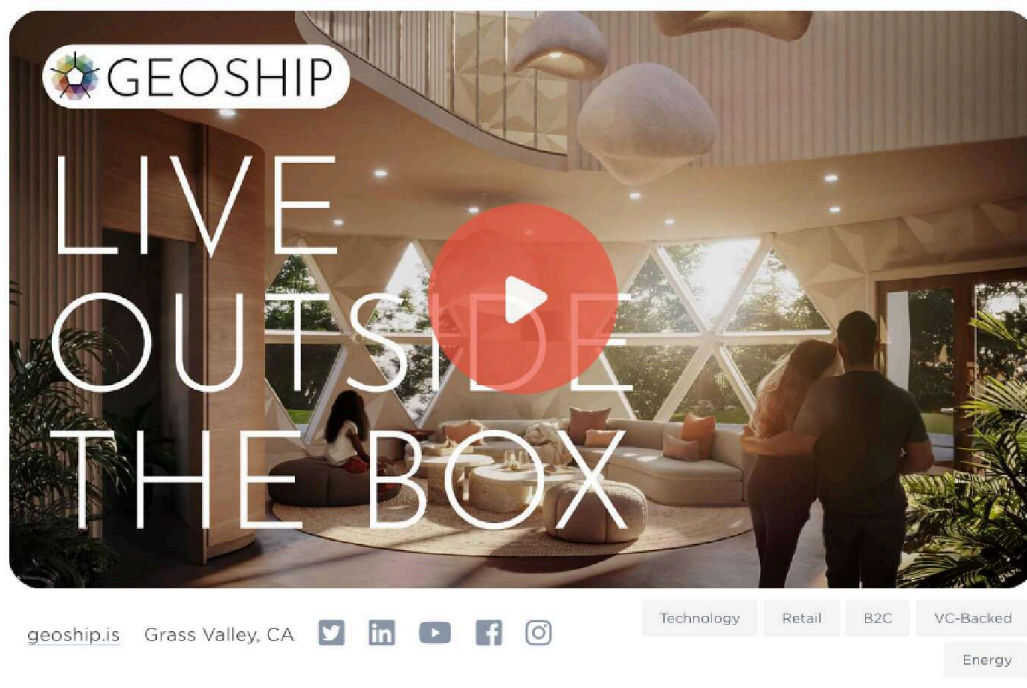 GEOSHIP
LIVE
OUTSIDE
THE BOX
geoship.is Grass Valley, CA
Technology Retail B2C VC-Backed
Energy